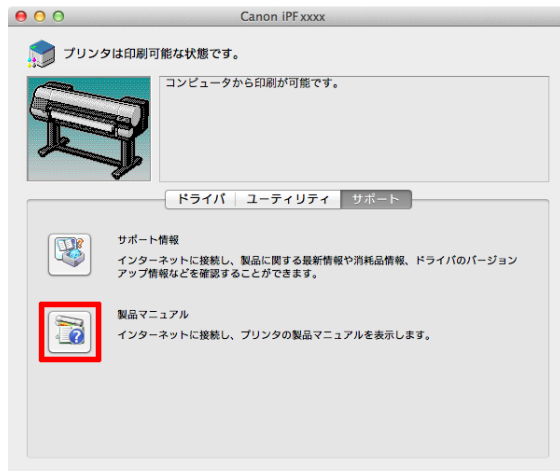 Canon iPFxxxx
プリンタは印刷可能な状態です。
コンピュータから印刷が可能です。
ドライバ ユーティリティ サポート
サポート情報
インターネットに接続し、製品に関する最新情報や消耗品情報、ドライバのバージョン
アップ情報などを確認することができます。
製品マニュアル
インターネットに接続し、プリンタの製品マニュアルを表示します。